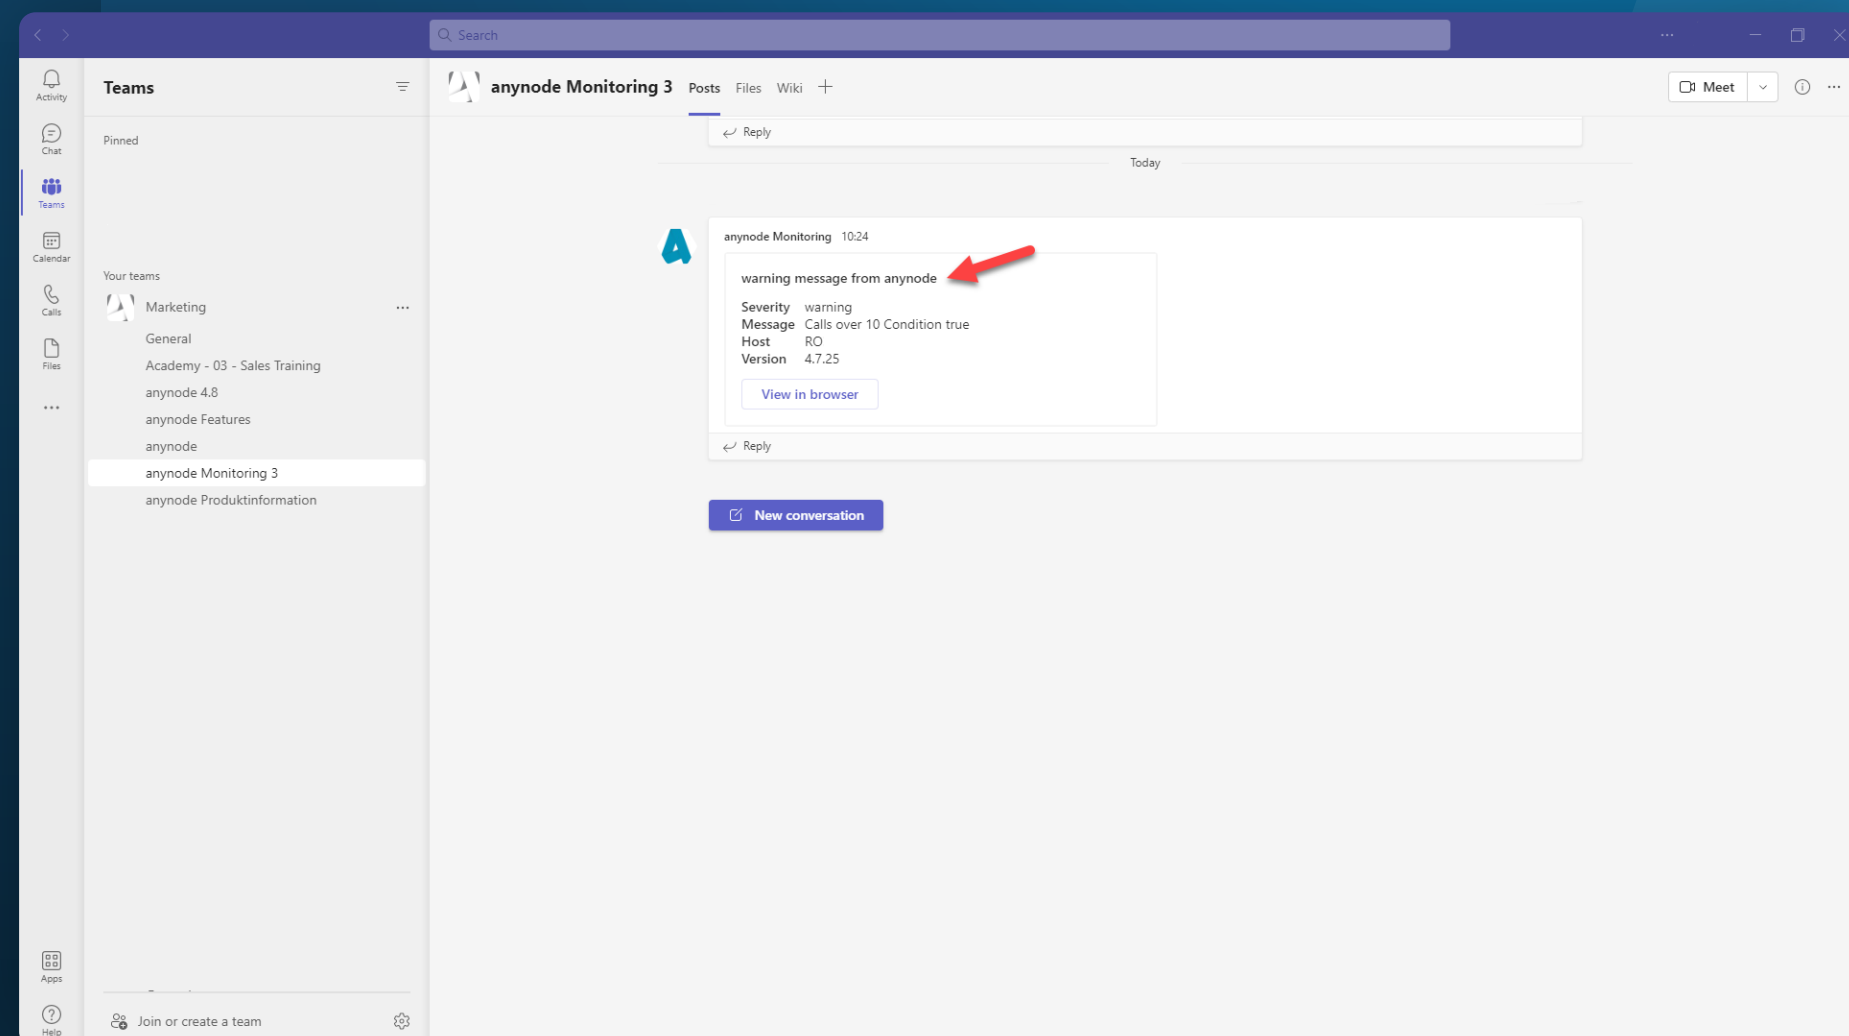 Search
Activity
Chat
Teams
Calendar
Calls
Files
Apps
Help
Teams
Pinned
Your teams
Marketing
General
Academy - 03 - Sales Training
anynode 4.8
anynode Features
anynode
anynode Monitoring 3
anynode Produktinformation
Join or create a team
anynode Monitoring 3 Posts Files Wiki
Meet
Reply
Today
anynode Monitoring 10:24
warning message from anynode
Severity warning
Message Calls over 10 Condition true
Host RO
Version 4.7.25
View in browser
Reply
New conversation